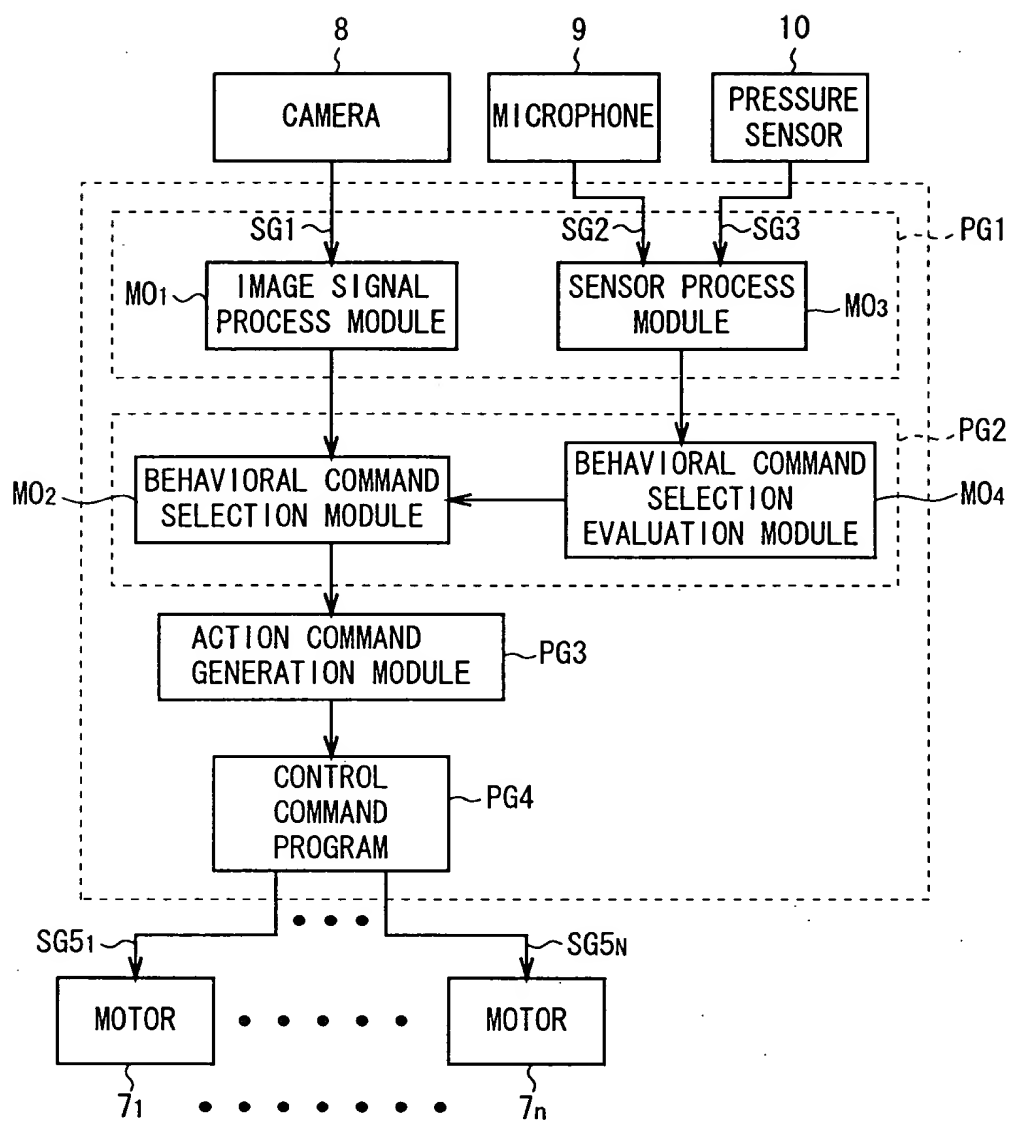 8
9
10
CAMERA
MICROPHONE
PRESSURE
SENSOR
SG1
SG2
SG3
PG1
MO1
IMAGE SIGNAL
PROCESS MODULE
SENSOR PROCESS
MODULE
MO3
PG2
MO2
BEHAVIORAL COMMAND
SELECTION MODULE
BEHAVIORAL COMMAND
SELECTION
EVALUATION MODULE
MO4
ACTION COMMAND
GENERATION MODULE
PG3
CONTROL
COMMAND
PROGRAM
PG4
SG51
SG5N
MOTOR
MOTOR
71
7n